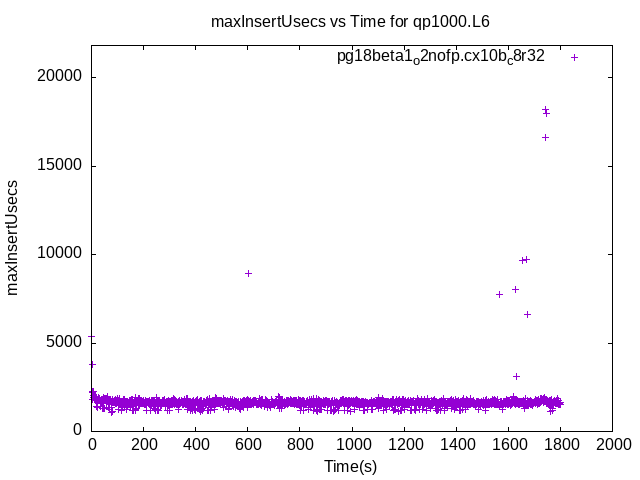 maxInsertUsecs vs Time for qp1000.L6
pg18beta1o2nofp.cx10bc8r32
20000
15000
10000
5000
0
maxInsertUsecs
0 200 400 600 800 1000 1200 1400 1600 1800 2000
Time(s)